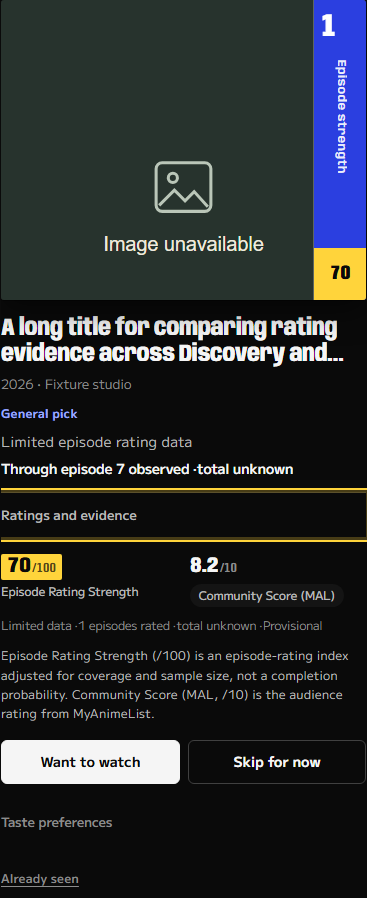 1
Episode strength
70
Image unavailable
A long title for comparing rating
evidence across Discovery and...
2026 · Fixture studio
General pick
Limited episode rating data
Through episode 7 observed ·total unknown
Ratings and evidence
70/100
Episode Rating Strength
8.2/10
Community Score (MAL)
Limited data ·1 episodes rated ·total unknown ·Provisional
Episode Rating Strength (/100) is an episode-rating index
adjusted for coverage and sample size, not a completion
probability. Community Score (MAL, /10) is the audience
rating from MyAnimeList.
Want to watch
Skip for now
Taste preferences
Already seen